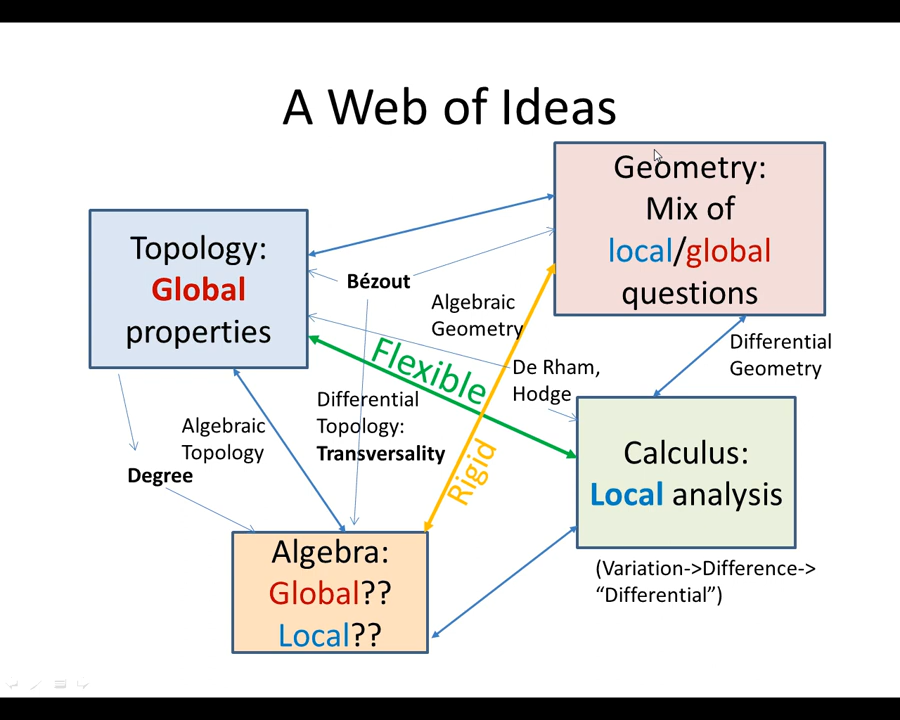 A Web of Ideas
Geometry:
Mix of
local/global
questions
Topology:
Global
properties
Bézout
Algebraic
Geometry
Flexible
De Rham,
Hodge
Differential
Geometry
Differential
Topology:
Transversality
Algebraic
Topology
Rigid
Degree
Calculus:
Local analysis
Algebra:
Global??
Local??
(Variation->Difference->
“Differential”)